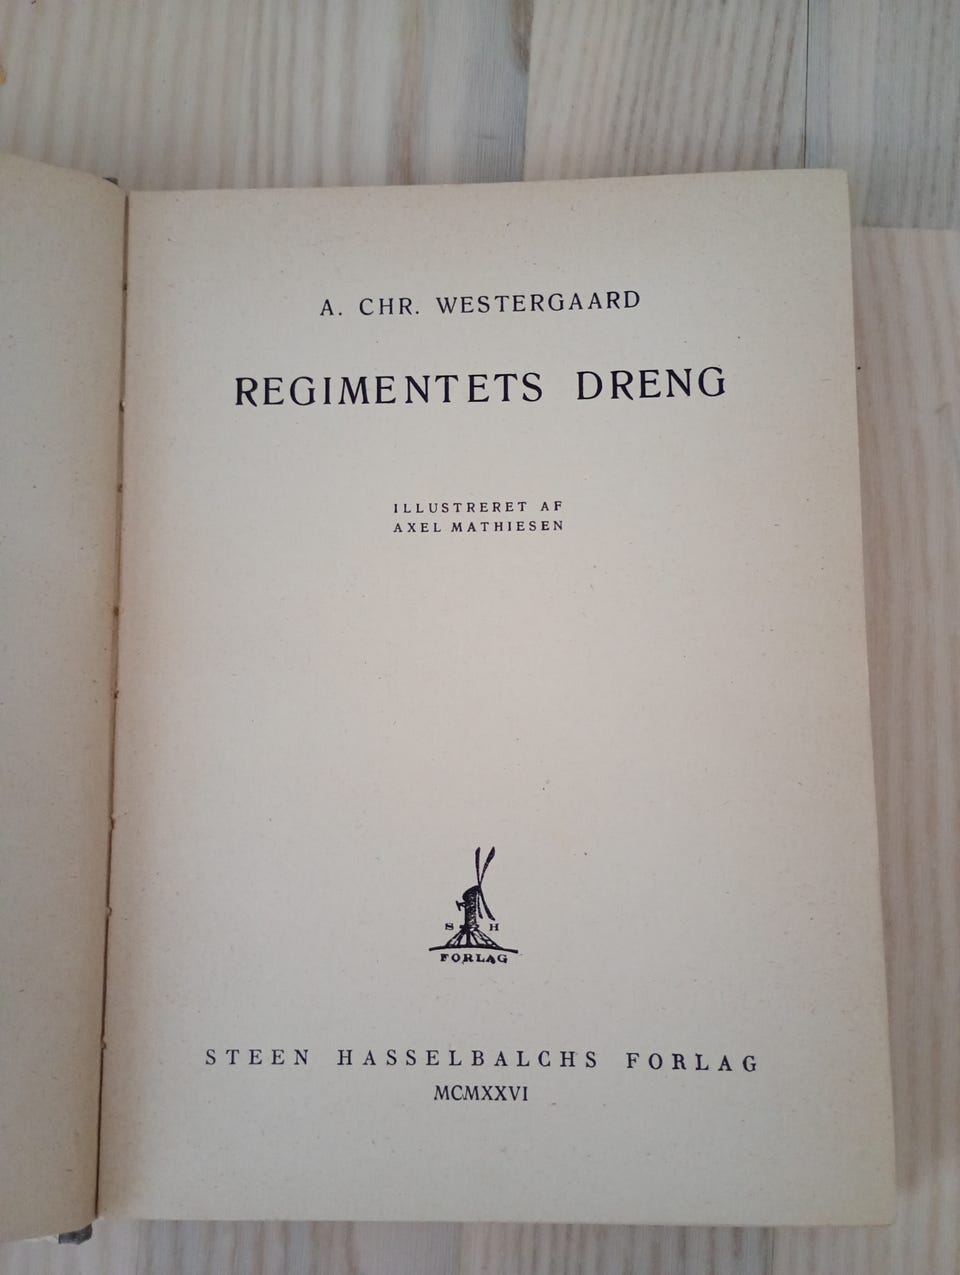 A. CHR. WESTERGAARD
REGIMENTETS DRENG
ILLUSTRERET AF
AXEL MATHIESEN
S H
FORLAG
STEEN HASSELBALCHS FORLAG
MCMXXVI